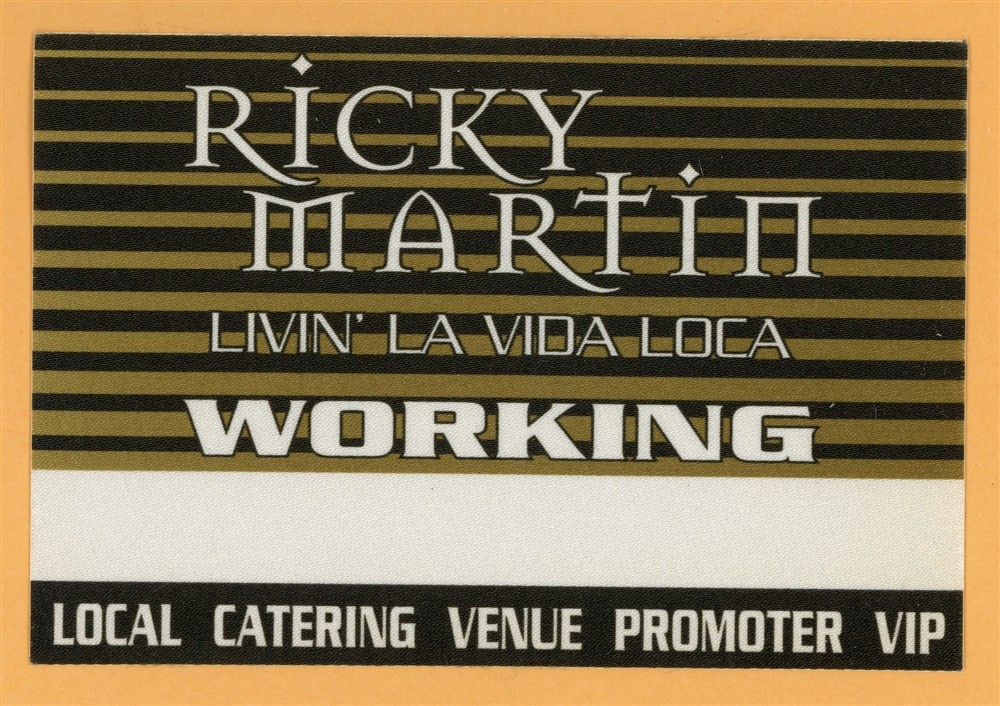 RICKY
MARTIN
LIVIN' LA VIDA LOCA
WORKING
LOCAL CATERING VENUE PROMOTER VIP